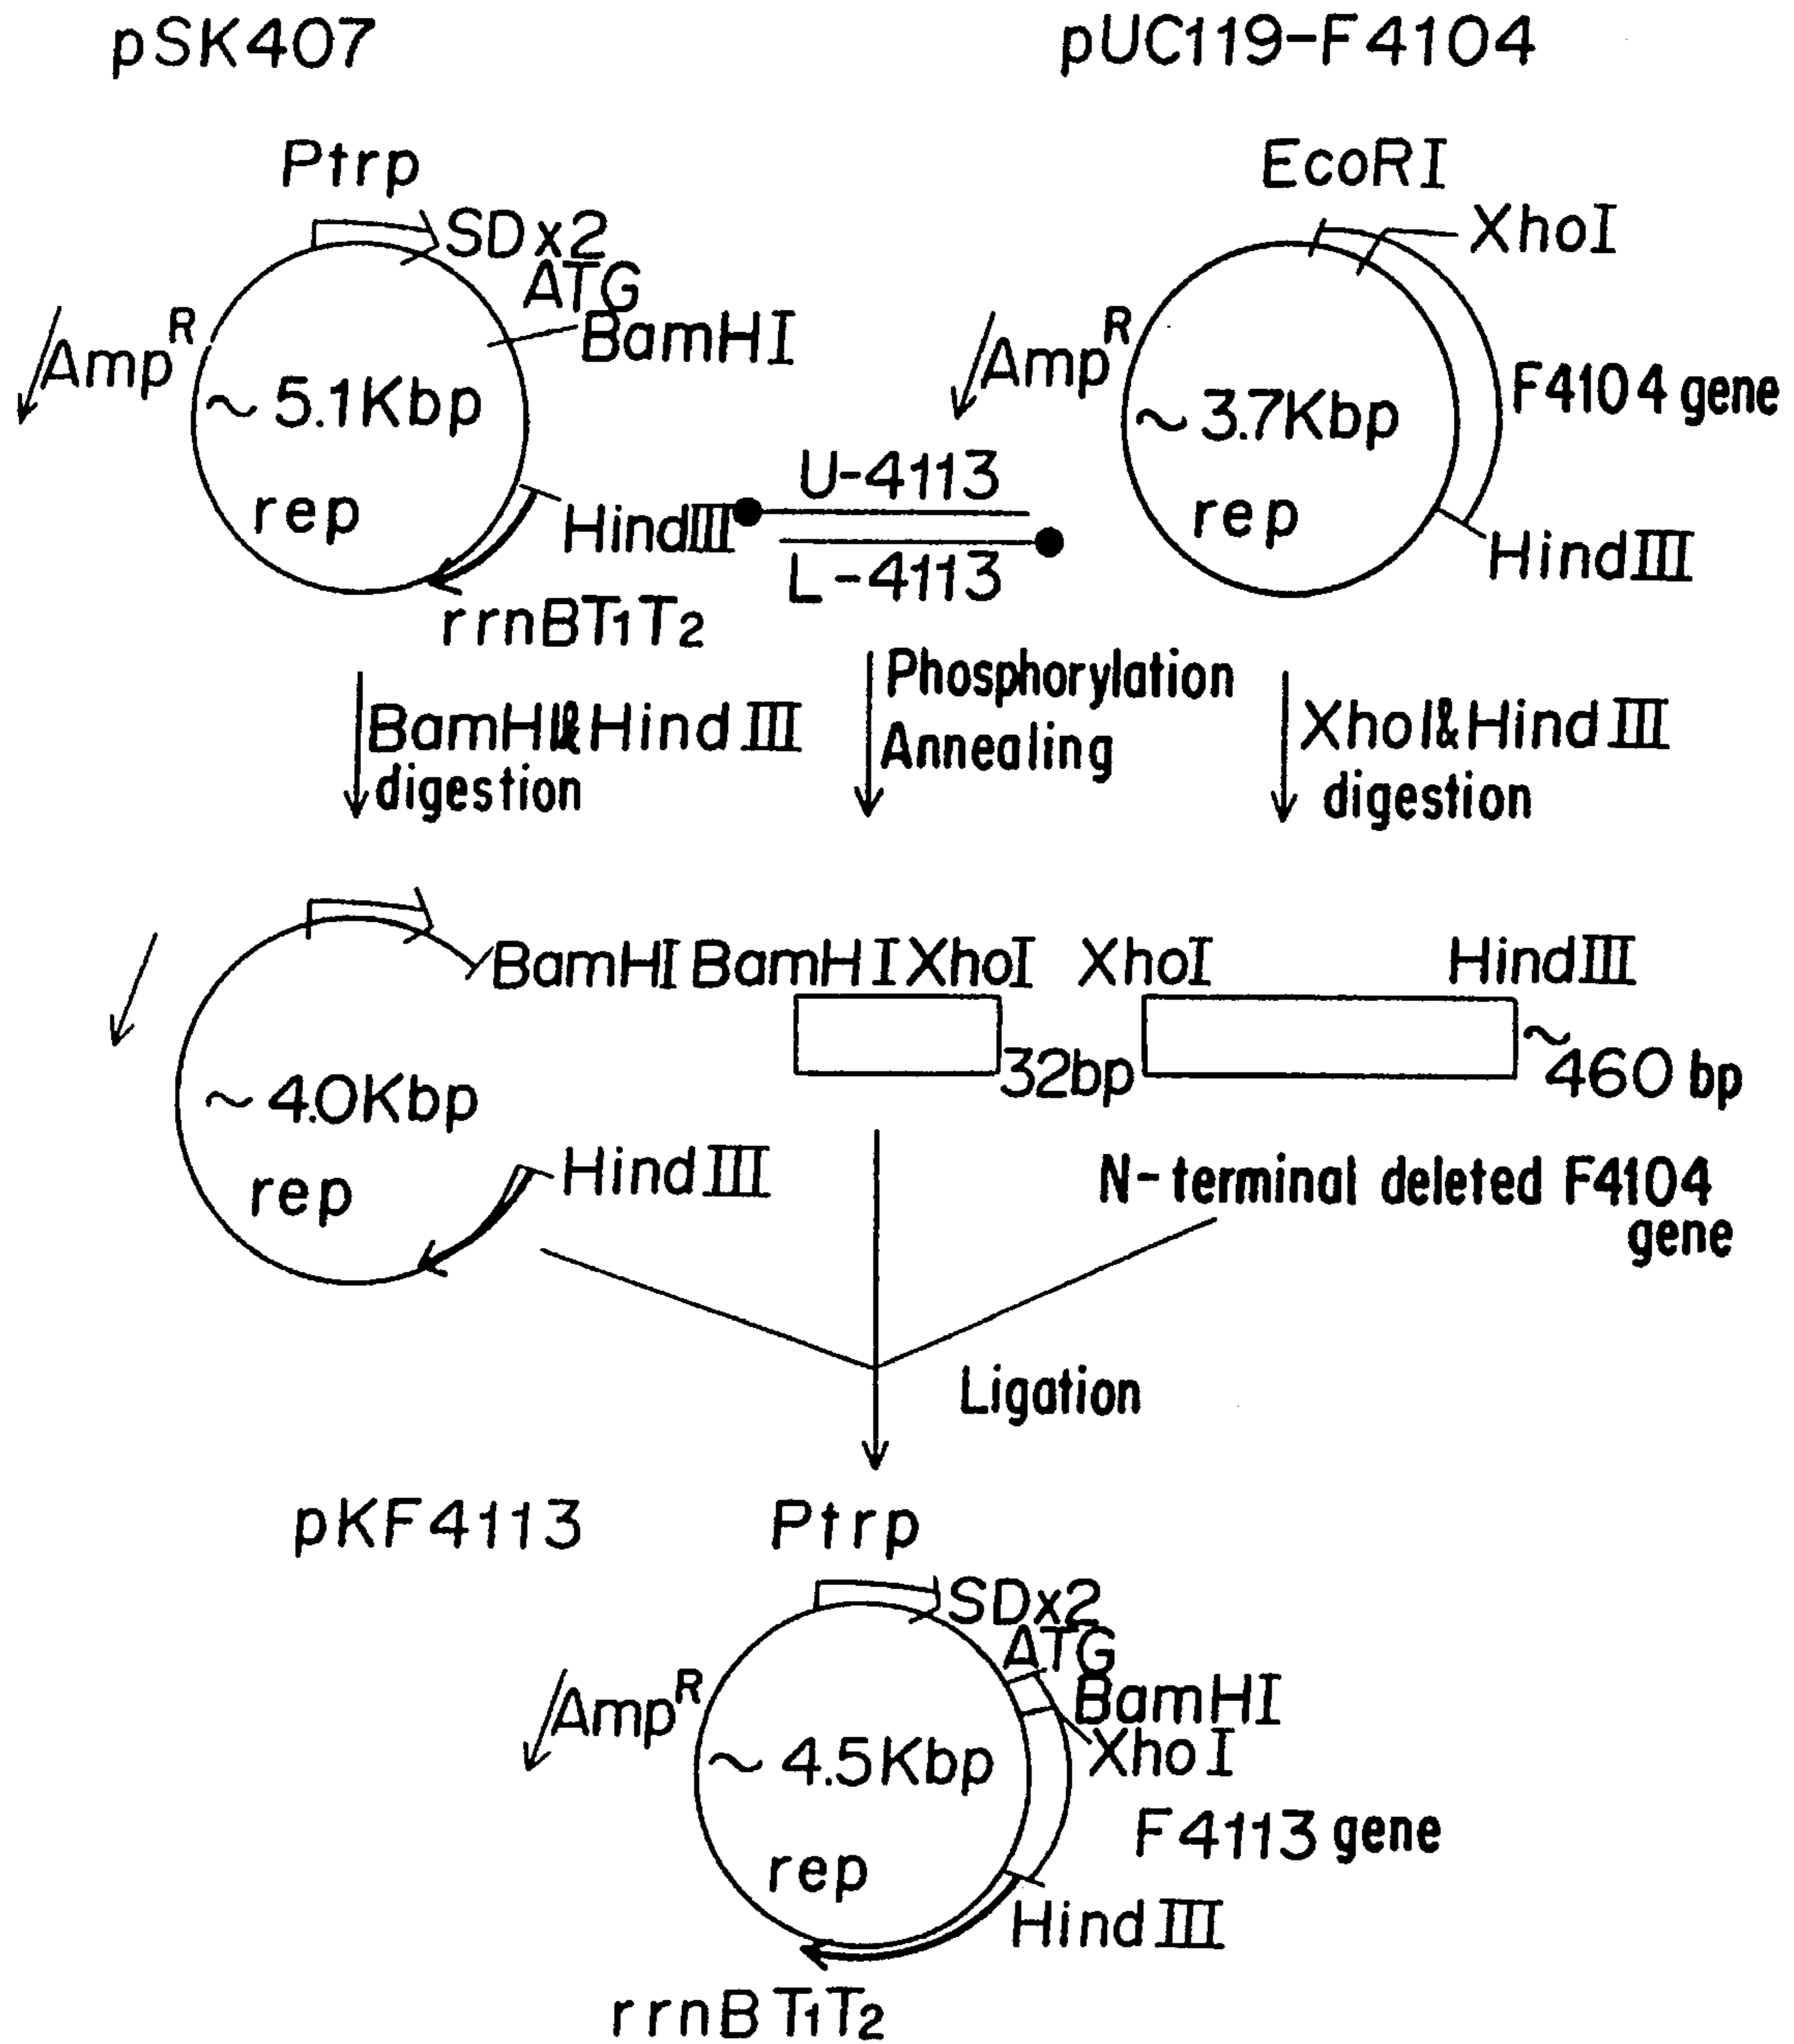 pSK407
pUC119-F4104
Ptrp
SDx2
ATG
BamHI
AmpR
~5.1Kbp
rep
HindIII
rrnBT1T2
U-4113
L-4113
EcoRI
XhoI
AmpR
~3.7Kbp
F4104 gene
rep
HindIII
BamHI&HindIII
digestion
Phosphorylation
Annealing
XhoI&HindIII
digestion
BamHI
~4.0Kbp
rep
HindIII
BamHI XhoI
32bp
XhoI
HindIII
~460 bp
N-terminal deleted F4104
gene
Ligation
pKF4113
Ptrp
SDx2
ATG
BamHI
XhoI
AmpR
~4.5Kbp
F4113 gene
rep
HindIII
rrnBT1T2